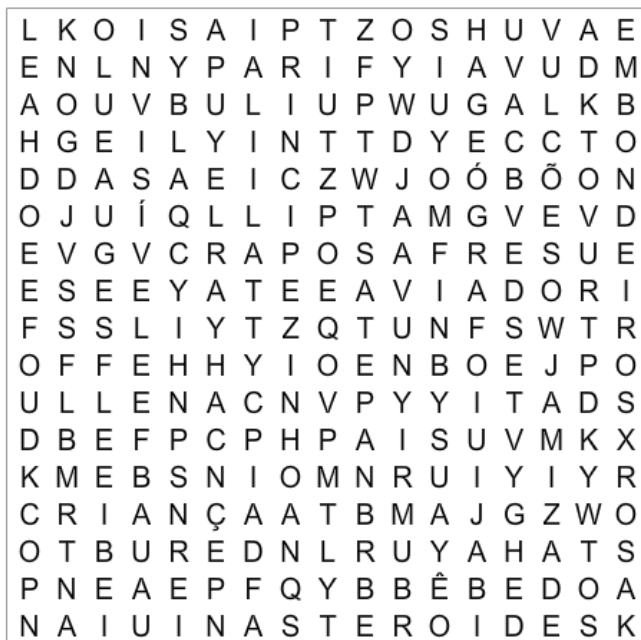 L K O I S A I P T Z O S H U V A E
E N L N Y P A R I F Y I A V U D M
A O U V B U L I U P W U G A L K B
H G E I L Y I N T T D Y E C C T O
D D A S A E I C Z W J O Ó B Õ O N
O J U Í Q L L I P T A M G V E V D
E V G V C R A P O S A F R E S U E
E S E E Y A T E E A V I A D O R I
F S S L I Y T Z Q T U N F S W T R
O F F E H H Y I O E N B O E J P O
U L L E N A C N V P Y Y I T A D S
D B E F P C P H P A I S U V M K X
K M E B S N I O M N R U I Y I Y R
C R I A N Ç A A T B M A J G Z W O
O T B U R E D N L R U Y A H A T S
P N E A E P F Q Y B B Ê B E D O A
N A I U I N A S T E R O I D E S K